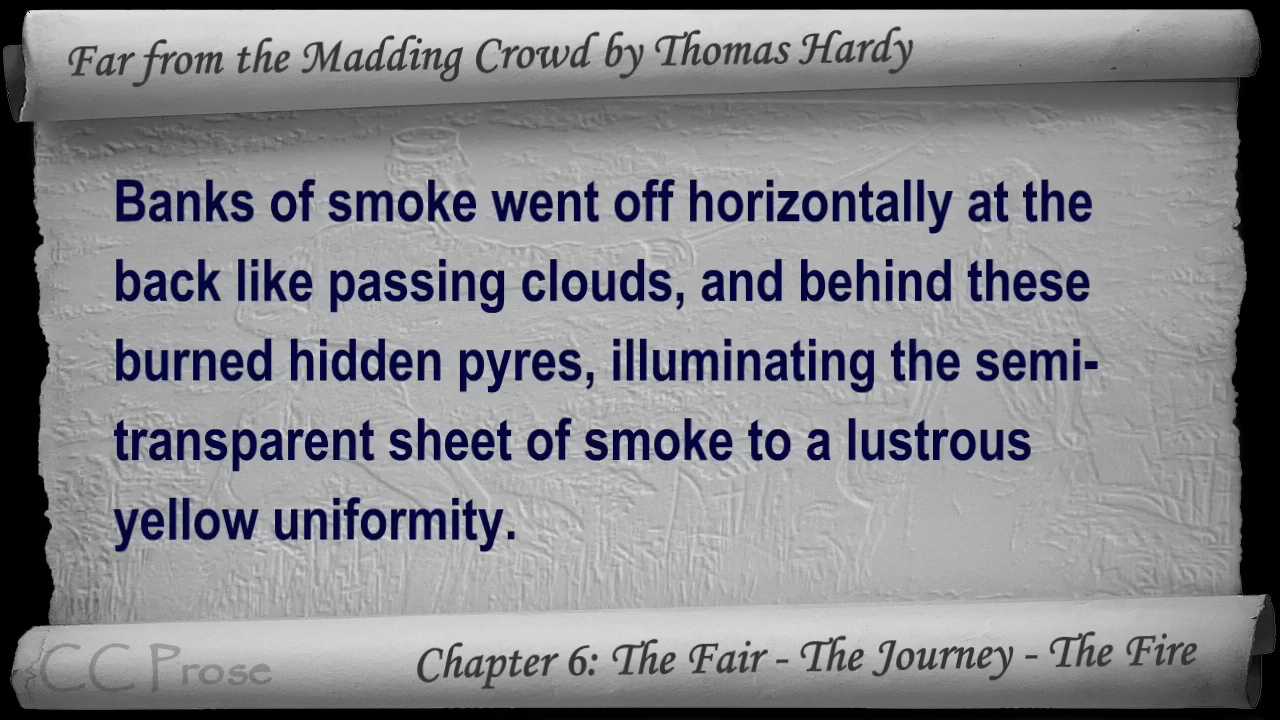 Far from the Madding Crowd by Thomas Hardy
Banks of smoke went off horizontally at the
back like passing clouds, and behind these
burned hidden pyres, illuminating the semi-
transparent sheet of smoke to a lustrous
yellow uniformity.
CC Prose
Chapter 6: The Fair - The Journey - The Fire